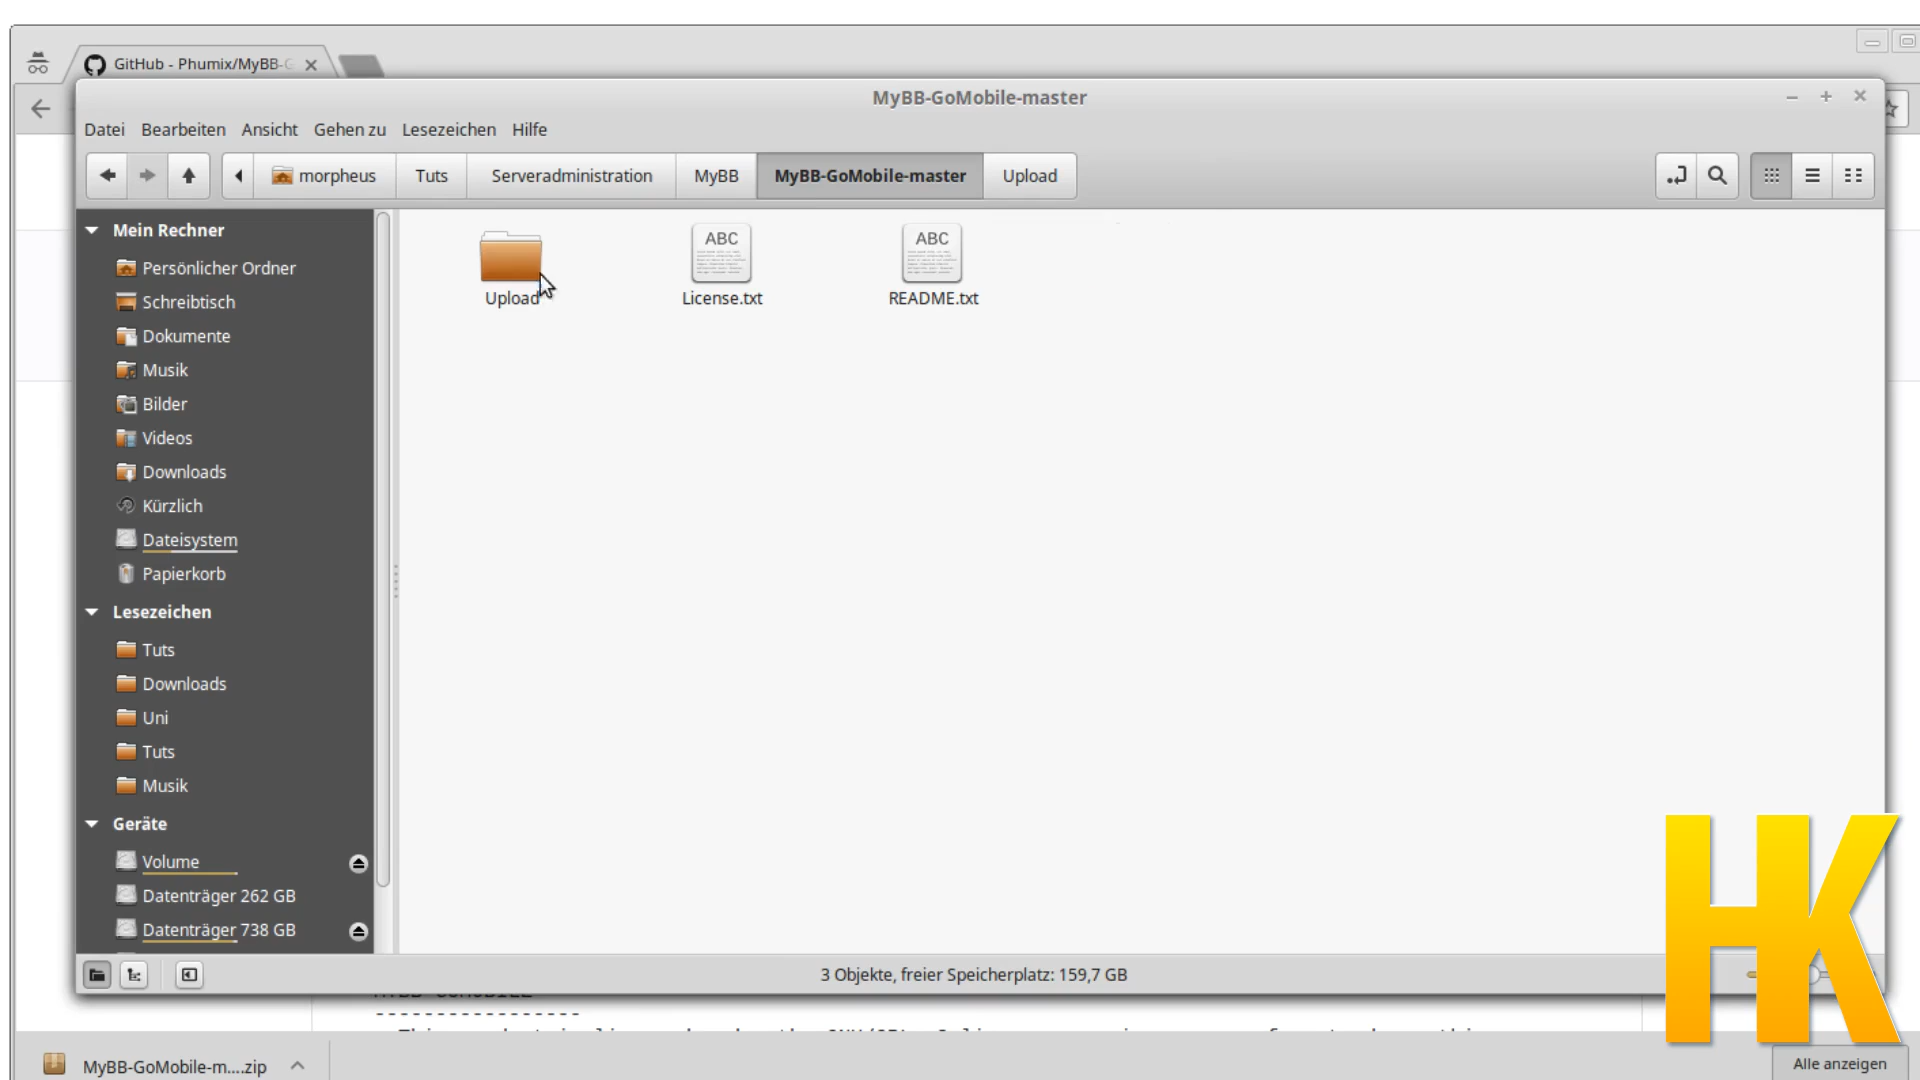 GitHub - Phumix/MyBB-G
MyBB-GoMobile-master
Datei Bearbeiten Ansicht Gehen zu Lesezeichen Hilfe
morpheus Tuts Serveradministration MyBB MyBB-GoMobile-master Upload
Mein Rechner
Persönlicher Ordner
Schreibtisch
Dokumente
Musik
Bilder
Videos
Downloads
Kürzlich
Dateisystem
Papierkorb
Lesezeichen
Tuts
Downloads
Uni
Tuts
Musik
Geräte
Volume
Datenträger 262 GB
Datenträger 738 GB
ABC
Upload
ABC
License.txt
README.txt
3 Objekte, freier Speicherplatz: 159,7 GB
HK
MyBB-GoMobile-m....zip
Alle anzeigen